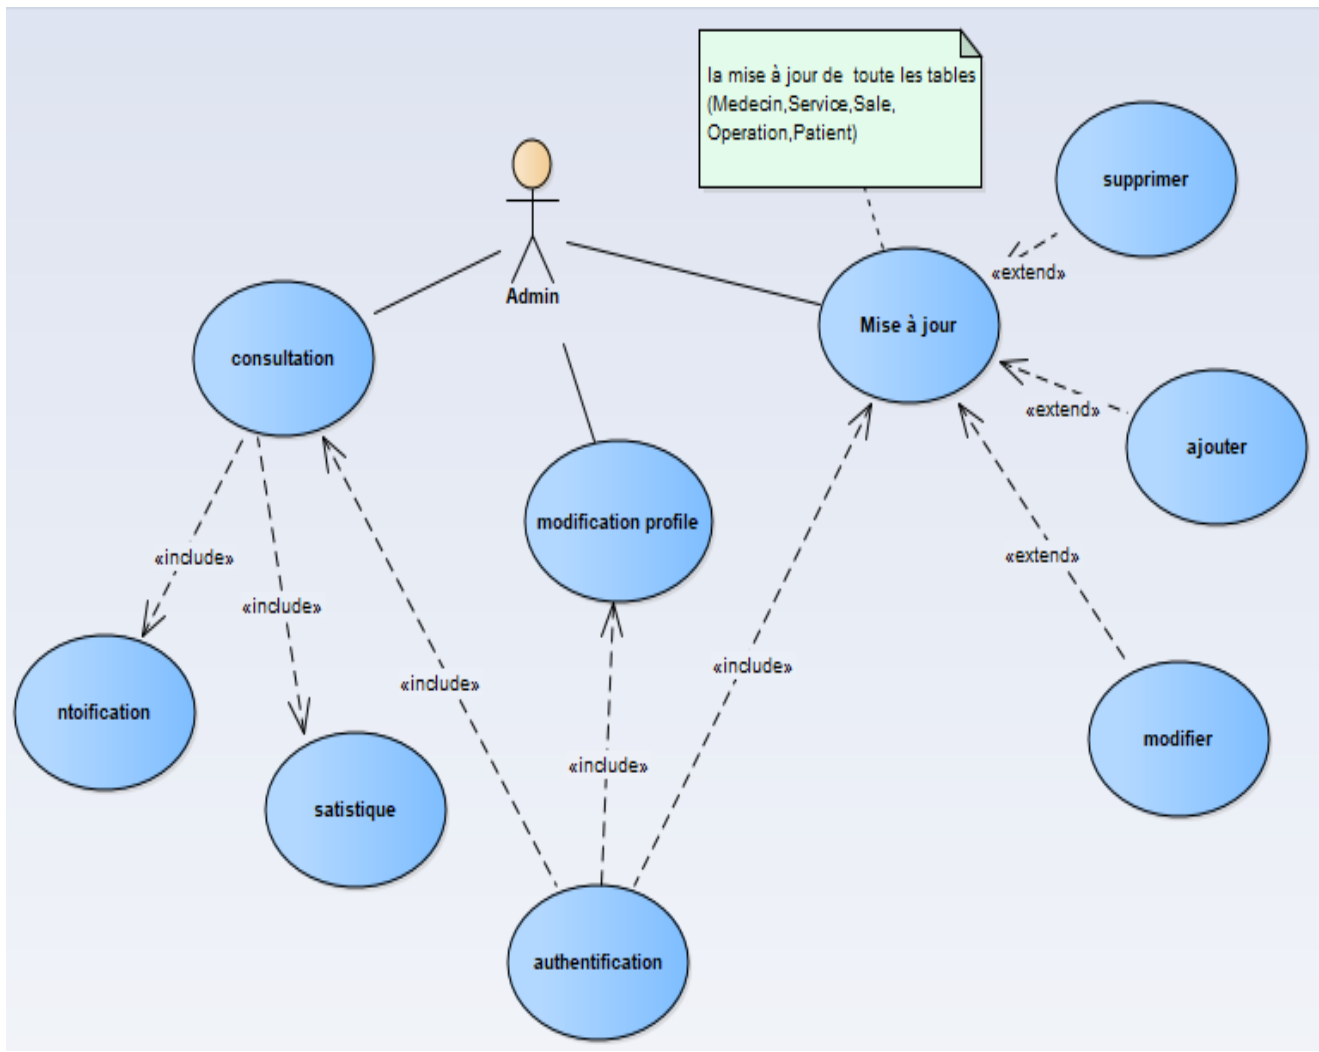 la mise à jour de toute les tables
(Medecin,Service,Sale,
Operation,Patient)
supprimer
Admin
«extend»
Mise à jour
consultation
«extend»
ajouter
modification profile
«include»
«extend»
«include»
«include»
«include»
ntoification
modifier
«include»
satistique
authentification